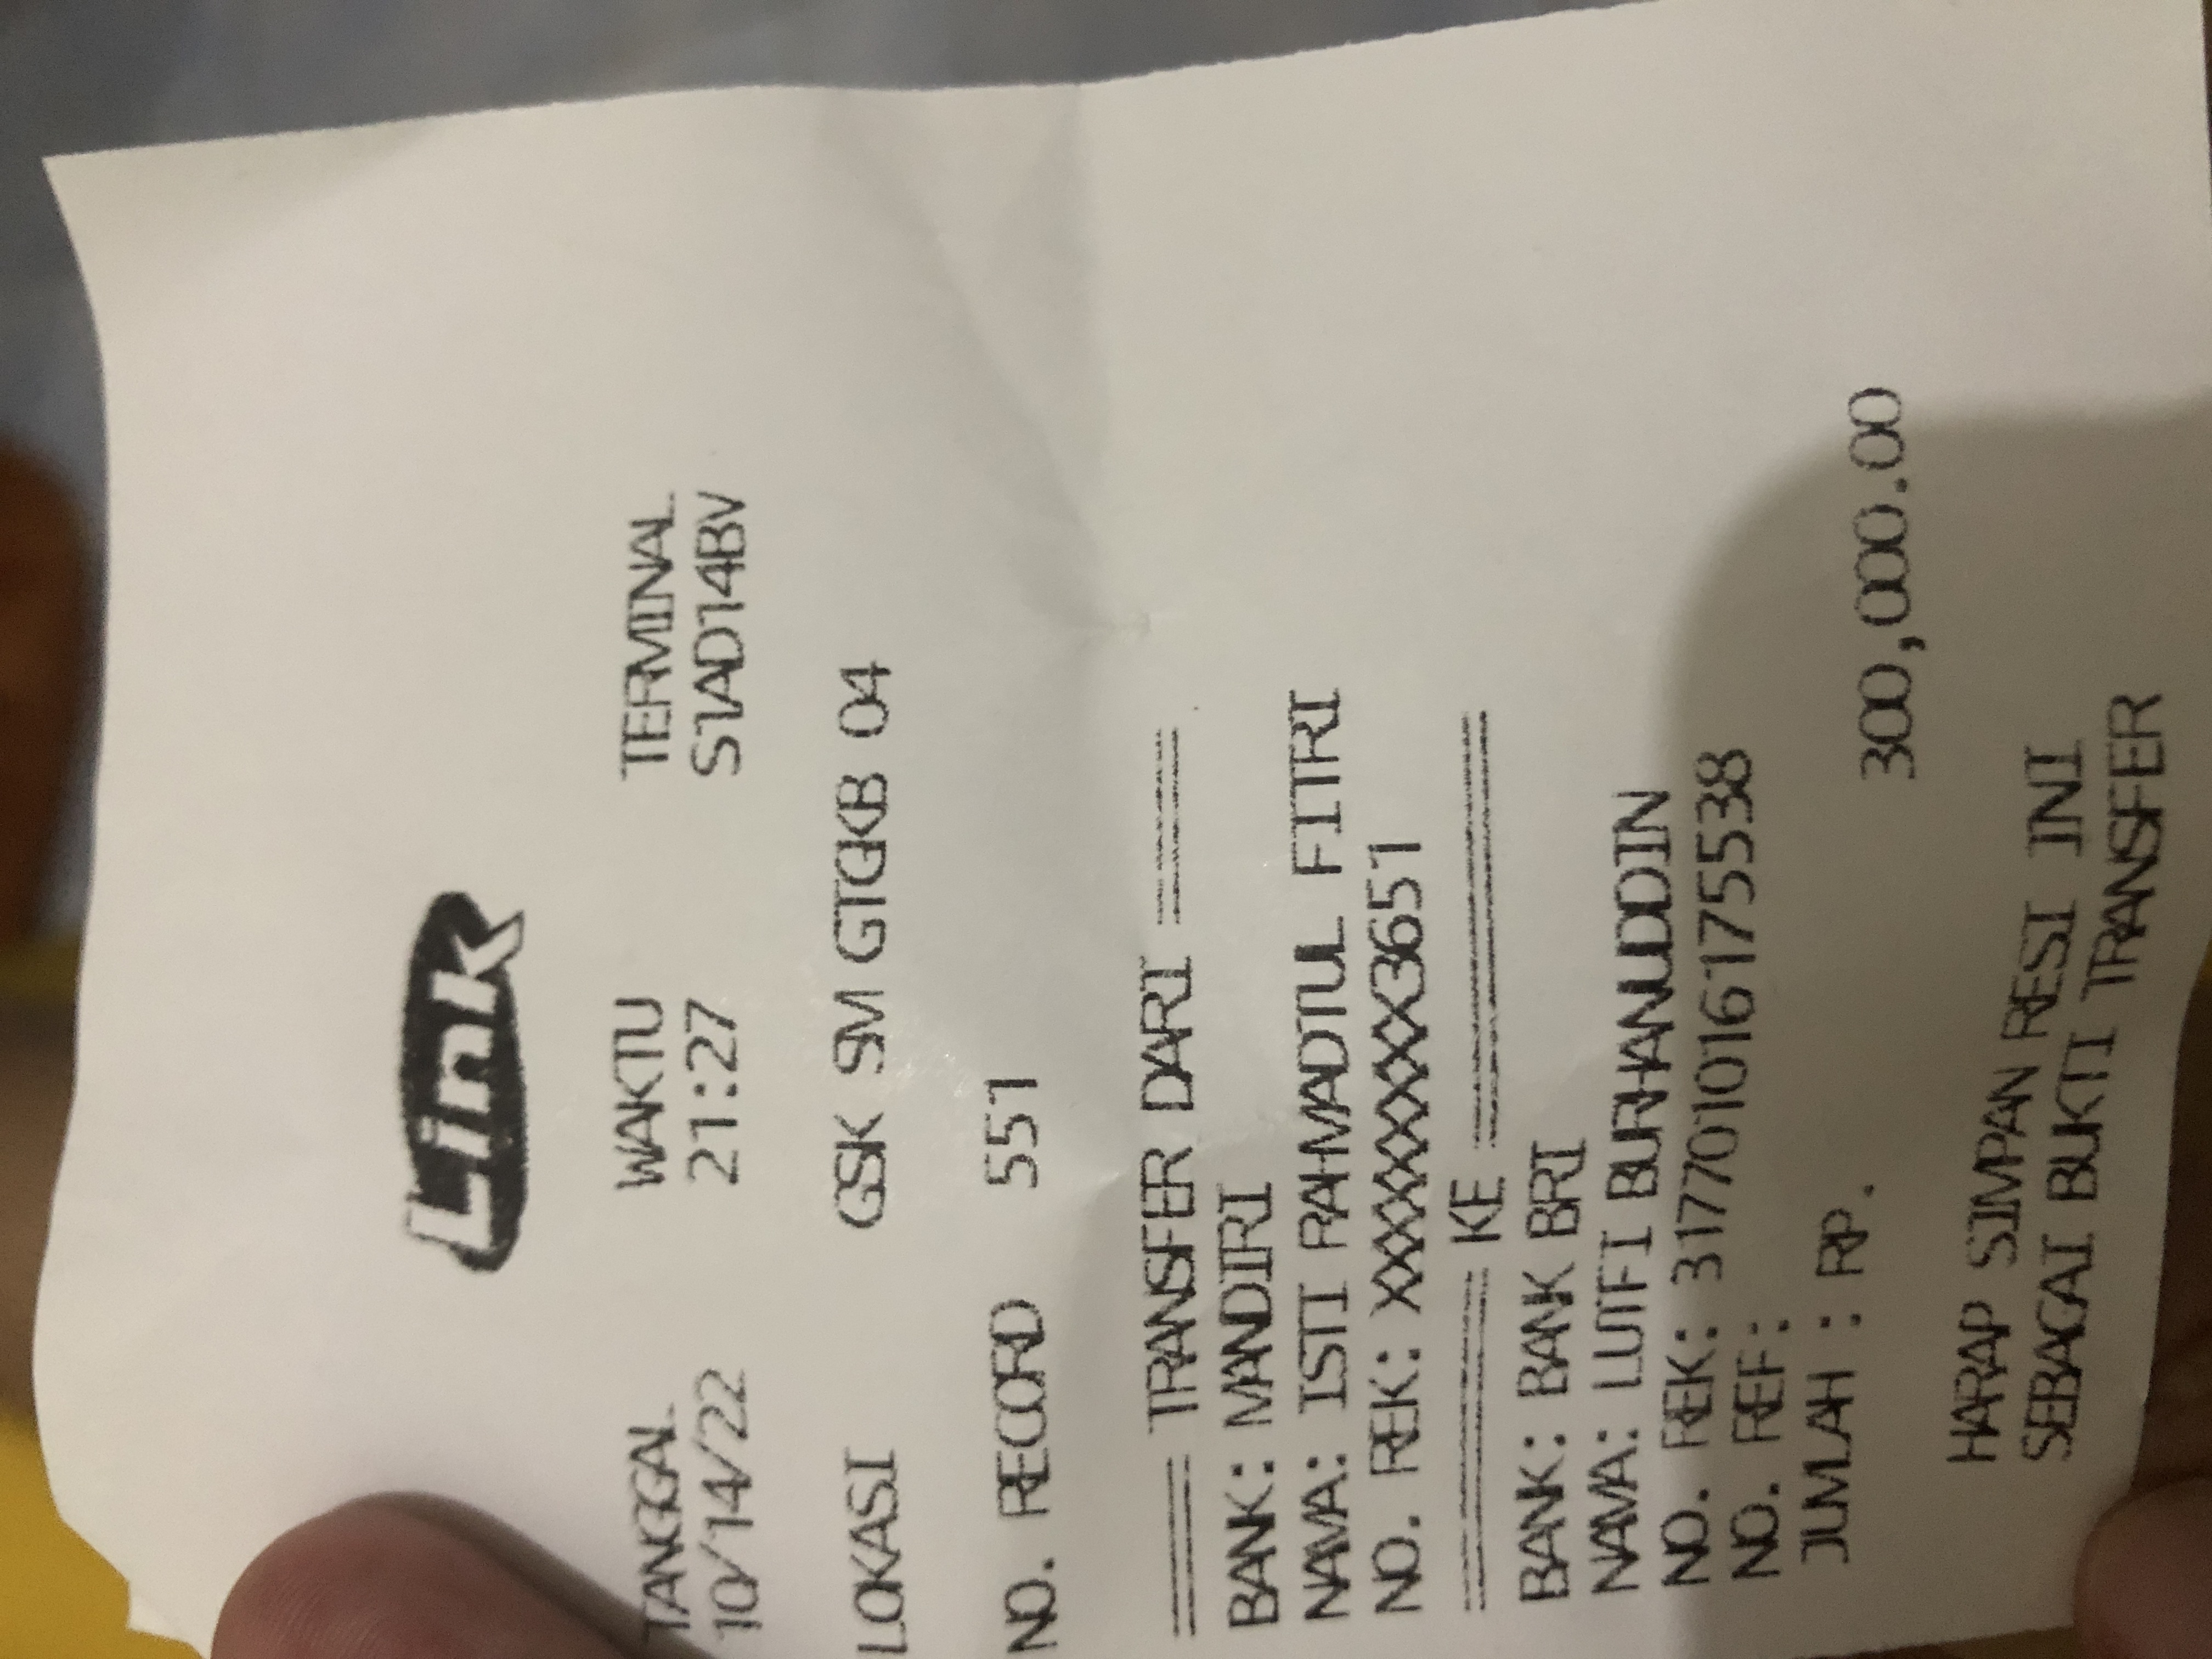 Link
TANGGAL WAKTU TERMINAL
10/14/22 21:27 S1AD14BV
LOKASI GSK SM GTGKB 04
NO. RECORD 551
===== TRANSFER DARI ======
BANK: MANDIRI
NAMA: ISTI RAHMADTUL FITRI
NO. REK: XXXXXXXXX3651
========== KE =============
BANK: BANK BRI
NAMA: LUTFI BURHANUDDIN
NO. REK: 317701016175538
NO. REF:
JUMLAH : RP. 300,000.00
HARAP SIMPAN RESI INI
SEBAGAI BUKTI TRANSFER